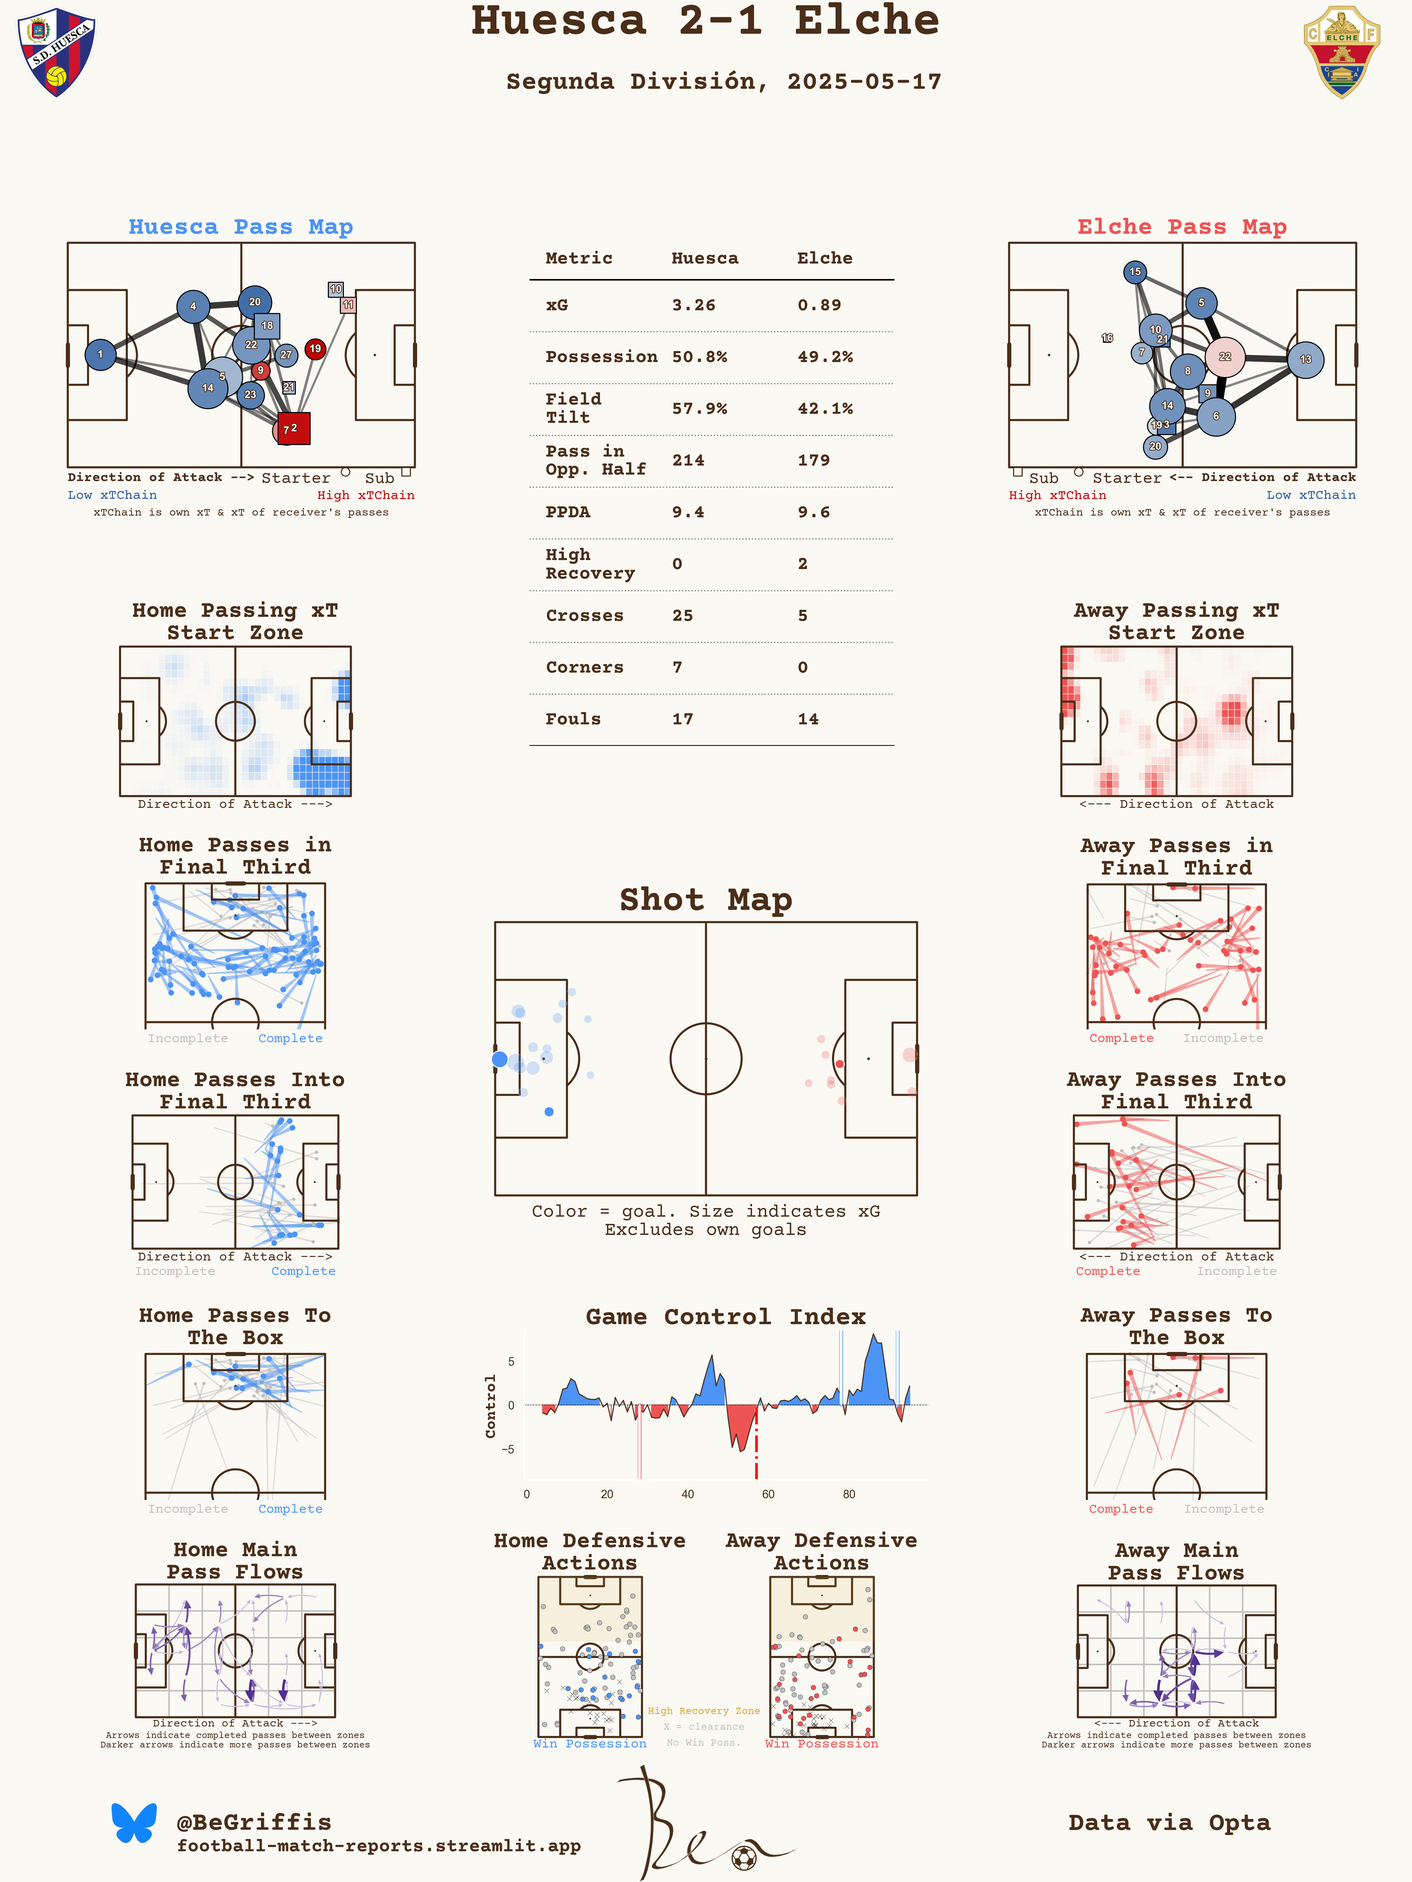 Huesca 2-1 Elche
Segunda División, 2025-05-17
S.D. HUESCA
ELCHE
C F
Huesca Pass Map
1 4 20 18 22 5 14 27 9 23 21 19 7 2 10 11
Direction of Attack --> Starter Sub
Low xTChain High xTChain
xTChain is own xT & xT of receiver's passes
Metric Huesca Elche
xG 3.26 0.89
Possession 50.8% 49.2%
Field
Tilt 57.9% 42.1%
Pass in
Opp. Half 214 179
PPDA 9.4 9.6
High
Recovery 0 2
Crosses 25 5
Corners 7 0
Fouls 17 14
Elche Pass Map
15 5 10 21 16 7 22 13 8 9 14 6 19 3 20
Sub Starter <-- Direction of Attack
High xTChain Low xTChain
xTChain is own xT & xT of receiver's passes
Home Passing xT
Start Zone
Direction of Attack --->
Away Passing xT
Start Zone
<--- Direction of Attack
Home Passes in
Final Third
Incomplete Complete
Away Passes in
Final Third
Complete Incomplete
Shot Map
Color = goal. Size indicates xG
Excludes own goals
Home Passes Into
Final Third
Direction of Attack --->
Incomplete Complete
Away Passes Into
Final Third
<--- Direction of Attack
Complete Incomplete
Home Passes To
The Box
Incomplete Complete
Game Control Index
Control
5
0
−5
0 20 40 60 80
Away Passes To
The Box
Complete Incomplete
Home Main
Pass Flows
Direction of Attack --->
Arrows indicate completed passes between zones
Darker arrows indicate more passes between zones
Home Defensive
Actions
Win Possession
High Recovery Zone
X = clearance
No Win Poss.
Away Defensive
Actions
Win Possession
Away Main
Pass Flows
<--- Direction of Attack
Arrows indicate completed passes between zones
Darker arrows indicate more passes between zones
@BeGriffis
football-match-reports.streamlit.app
Ben
Data via Opta